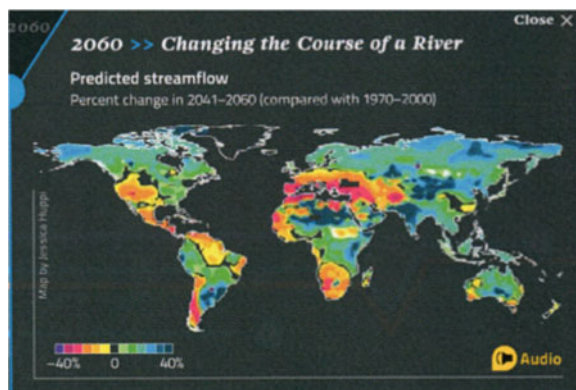 2060
Close ×
2060 >> Changing the Course of a River
Predicted streamflow
Percent change in 2041–2060 (compared with 1970–2000)
Map by Jessica Huppi
−40% 0 40%
Audio